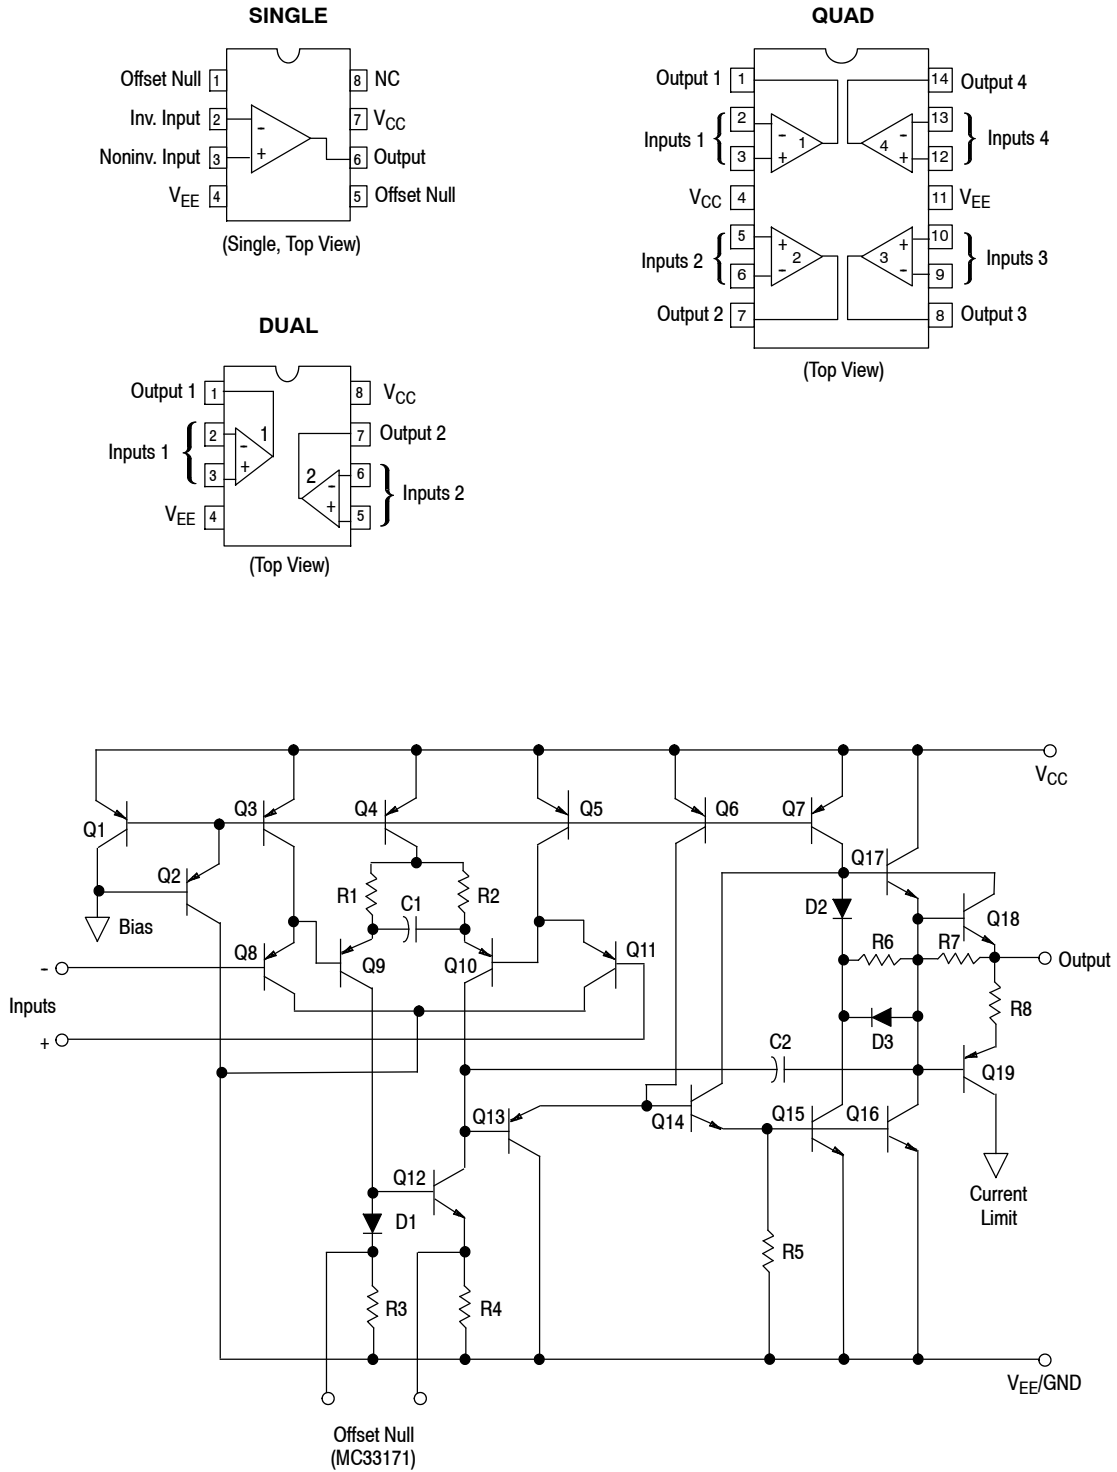 SINGLE
Offset Null 1 8 NC
Inv. Input 2 - 7 VCC
Noninv. Input 3 + 6 Output
VEE 4 5 Offset Null
(Single, Top View)
QUAD
Output 1 1 14 Output 4
Inputs 1 2 3 - + 1 4 - + 13 12 Inputs 4
VCC 4 11 VEE
Inputs 2 5 6 + - 2 3 + - 10 9 Inputs 3
Output 2 7 8 Output 3
(Top View)
DUAL
Output 1 1 8 VCC
Inputs 1 2 3 - + 1 7 Output 2
2 - + 6 5 Inputs 2
VEE 4
(Top View)
VCC
Q1 Q3 Q4 Q5 Q6 Q7
Q2 Q17
Bias R1 C1 R2 D2 Q18
Q8 Q9 Q10 Q11 R6 R7 Output
-
Inputs
+
R8
D3
C2
Q19
Q13 Q14 Q15 Q16
Q12
Current
Limit
D1
R5
R3 R4
VEE/GND
Offset Null
(MC33171)